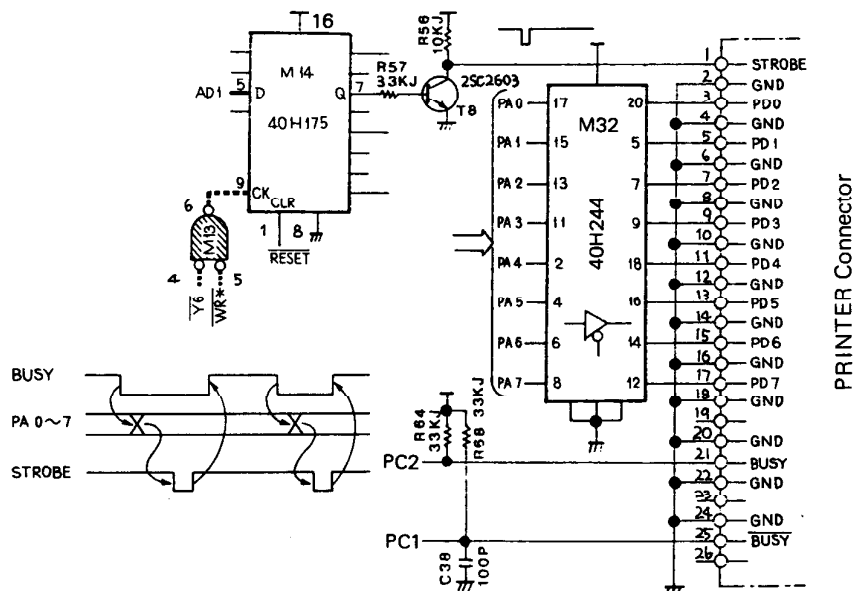 16
M14
AD1 5 D Q 7
40H175
9 CK
CLR
1 8
RESET
6
M13
4 5
Y6 WR*
R56 10KJ
R57 33KJ
2SC2603
T8
M32
40H244
PA0 17 20
PA1 15 5
PA2 13 7
PA3 11 9
PA4 2 18
PA5 4 16
PA6 6 14
PA7 8 12
1 STROBE
2 GND
3 PD0
4 GND
5 PD1
6 GND
7 PD2
8 GND
9 PD3
10 GND
11 PD4
12 GND
13 PD5
14 GND
15 PD6
16 GND
17 PD7
18 GND
19
20 GND
21 BUSY
22 GND
23
24 GND
25 BUSY
26
PRINTER Connector
R64 33KJ
R68 33KJ
PC2
PC1
C38 100P
BUSY
PA 0~7
STROBE